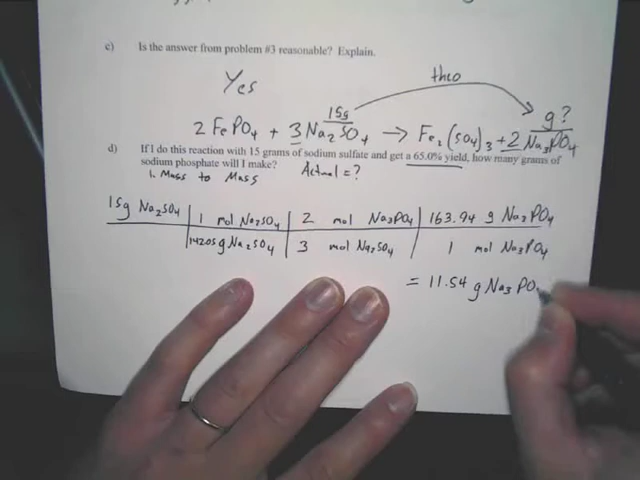 c) Is the answer from problem #3 reasonable? Explain.
Yes
theo
15g g?
2 FePO4 + 3 Na2SO4 → Fe2(SO4)3 + 2 Na3PO4
d) If I do this reaction with 15 grams of sodium sulfate and get a 65.0% yield, how many grams of
sodium phosphate will I make? Actual = ?
1. Mass to Mass
15g Na2SO4 | 1 mol Na2SO4 | 2 mol Na3PO4 | 163.94 g Na3PO4
142.05 g Na2SO4 | 3 mol Na2SO4 | 1 mol Na3PO4
= 11.54 g Na3PO